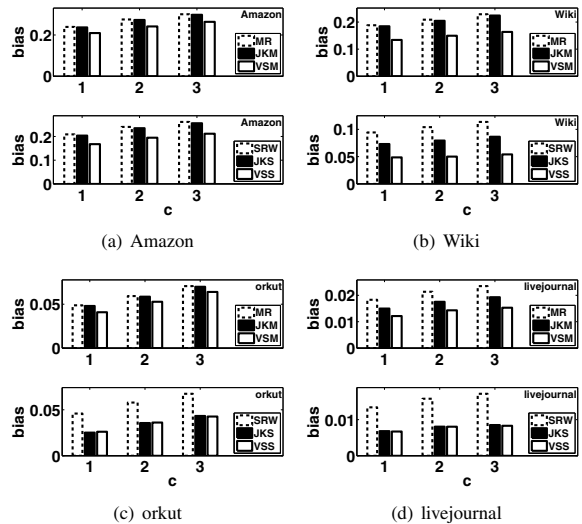 Amazon
bias
0.2
0
MR
JKM
VSM
1 2 3
Amazon
bias
0.2
0.1
0
SRW
JKS
VSS
1 2 3
c
(a) Amazon
Wiki
bias
0.2
0.1
0
MR
JKM
VSM
1 2 3
Wiki
bias
0.1
0.05
0
SRW
JKS
VSS
1 2 3
c
(b) Wiki
orkut
bias
0.05
0
MR
JKM
VSM
1 2 3
orkut
bias
0.05
0
SRW
JKS
VSS
1 2 3
c
(c) orkut
livejournal
bias
0.02
0.01
0
MR
JKM
VSM
1 2 3
livejournal
bias
0.01
0
SRW
JKS
VSS
1 2 3
c
(d) livejournal